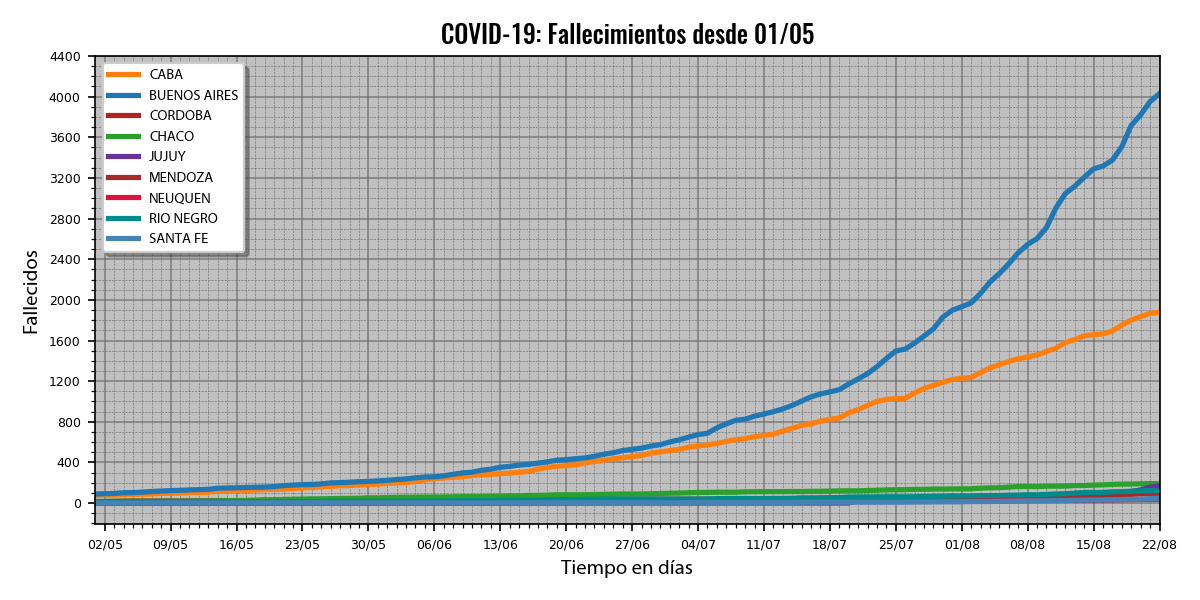 COVID-19: Fallecimientos desde 01/05
4400
4000
3600
3200
2800
2400
2000
1600
1200
800
400
0
Fallecidos
CABA
BUENOS AIRES
CORDOBA
CHACO
JUJUY
MENDOZA
NEUQUEN
RIO NEGRO
SANTA FE
02/05 09/05 16/05 23/05 30/05 06/06 13/06 20/06 27/06 04/07 11/07 18/07 25/07 01/08 08/08 15/08 22/08
Tiempo en días